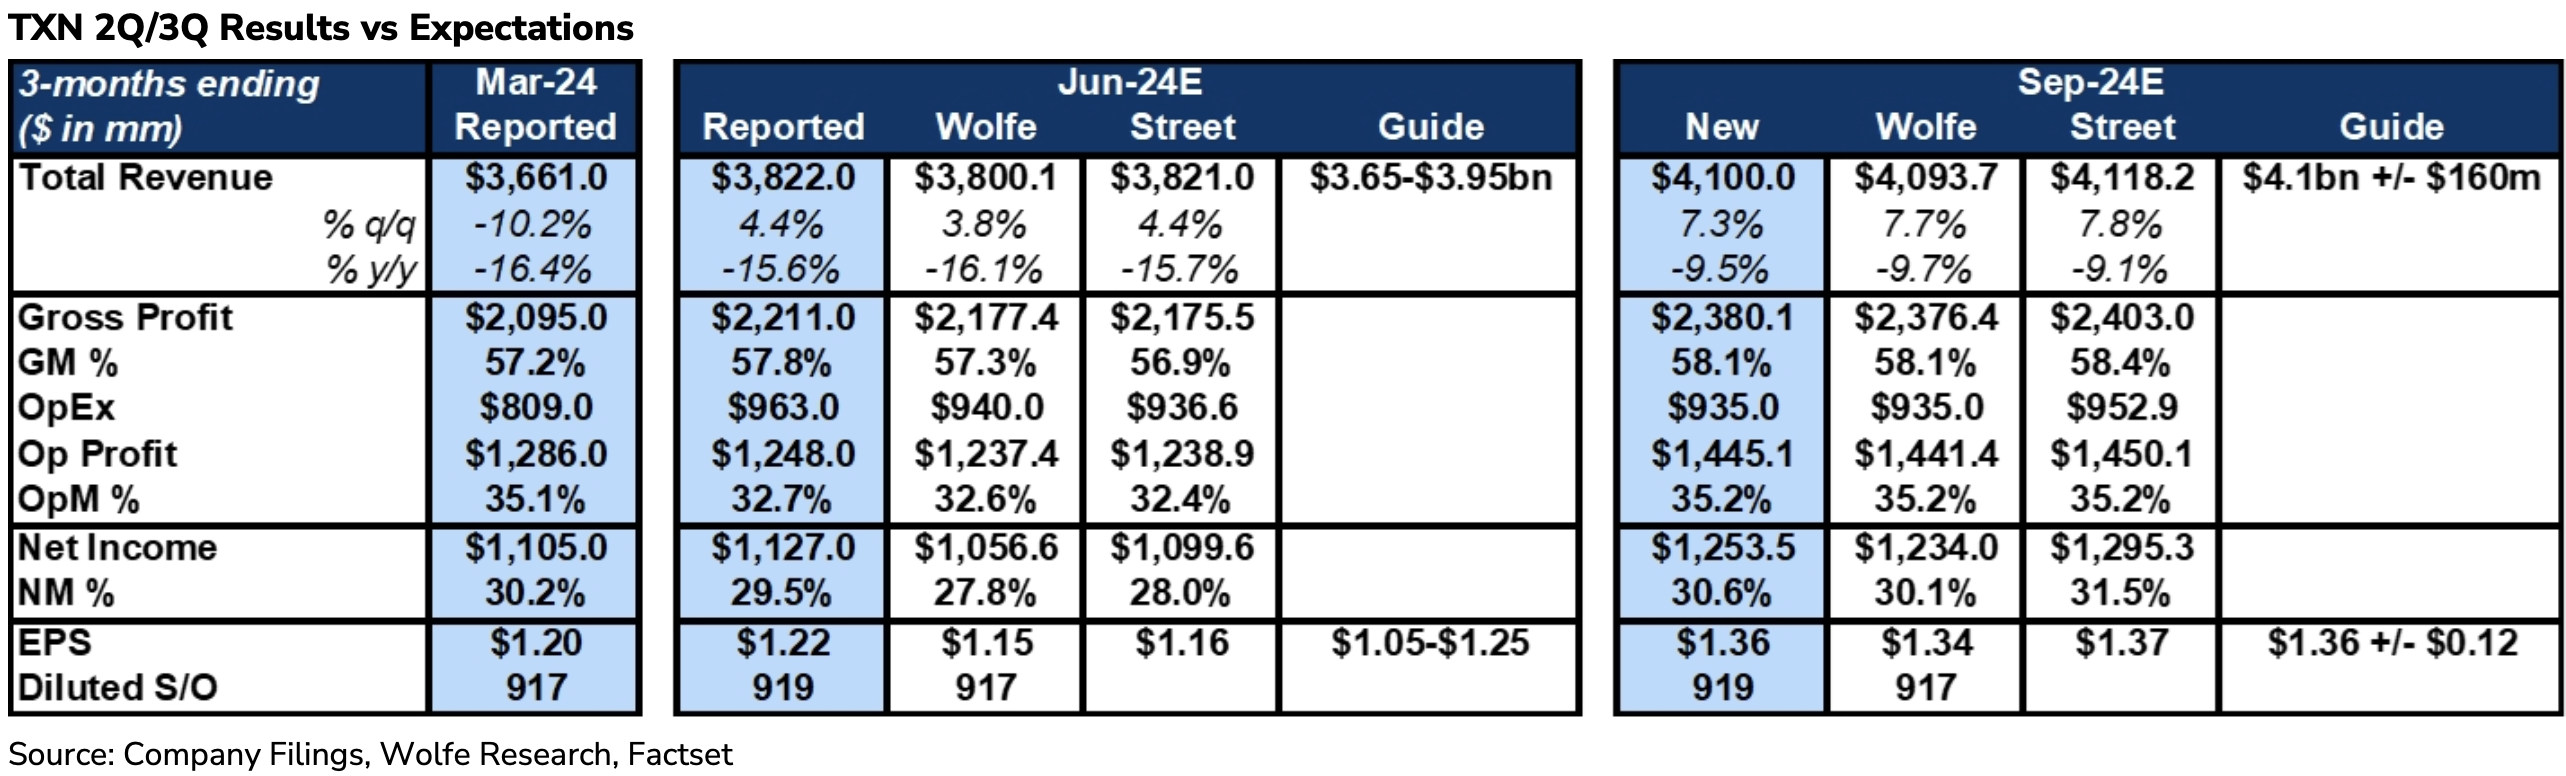 TXN 2Q/3Q Results vs Expectations
3-months ending Mar-24 Jun-24E Sep-24E
($ in mm) Reported Reported Wolfe Street Guide New Wolfe Street Guide
Total Revenue $3,661.0 $3,822.0 $3,800.1 $3,821.0 $3.65-$3.95bn $4,100.0 $4,093.7 $4,118.2 $4.1bn +/- $160m
% q/q -10.2% 4.4% 3.8% 4.4% 7.3% 7.7% 7.8%
% y/y -16.4% -15.6% -16.1% -15.7% -9.5% -9.7% -9.1%
Gross Profit $2,095.0 $2,211.0 $2,177.4 $2,175.5 $2,380.1 $2,376.4 $2,403.0
GM % 57.2% 57.8% 57.3% 56.9% 58.1% 58.1% 58.4%
OpEx $809.0 $963.0 $940.0 $936.6 $935.0 $935.0 $952.9
Op Profit $1,286.0 $1,248.0 $1,237.4 $1,238.9 $1,445.1 $1,441.4 $1,450.1
OpM % 35.1% 32.7% 32.6% 32.4% 35.2% 35.2% 35.2%
Net Income $1,105.0 $1,127.0 $1,056.6 $1,099.6 $1,253.5 $1,234.0 $1,295.3
NM % 30.2% 29.5% 27.8% 28.0% 30.6% 30.1% 31.5%
EPS $1.20 $1.22 $1.15 $1.16 $1.05-$1.25 $1.36 $1.34 $1.37 $1.36 +/- $0.12
Diluted S/O 917 919 917 919 917
Source: Company Filings, Wolfe Research, Factset